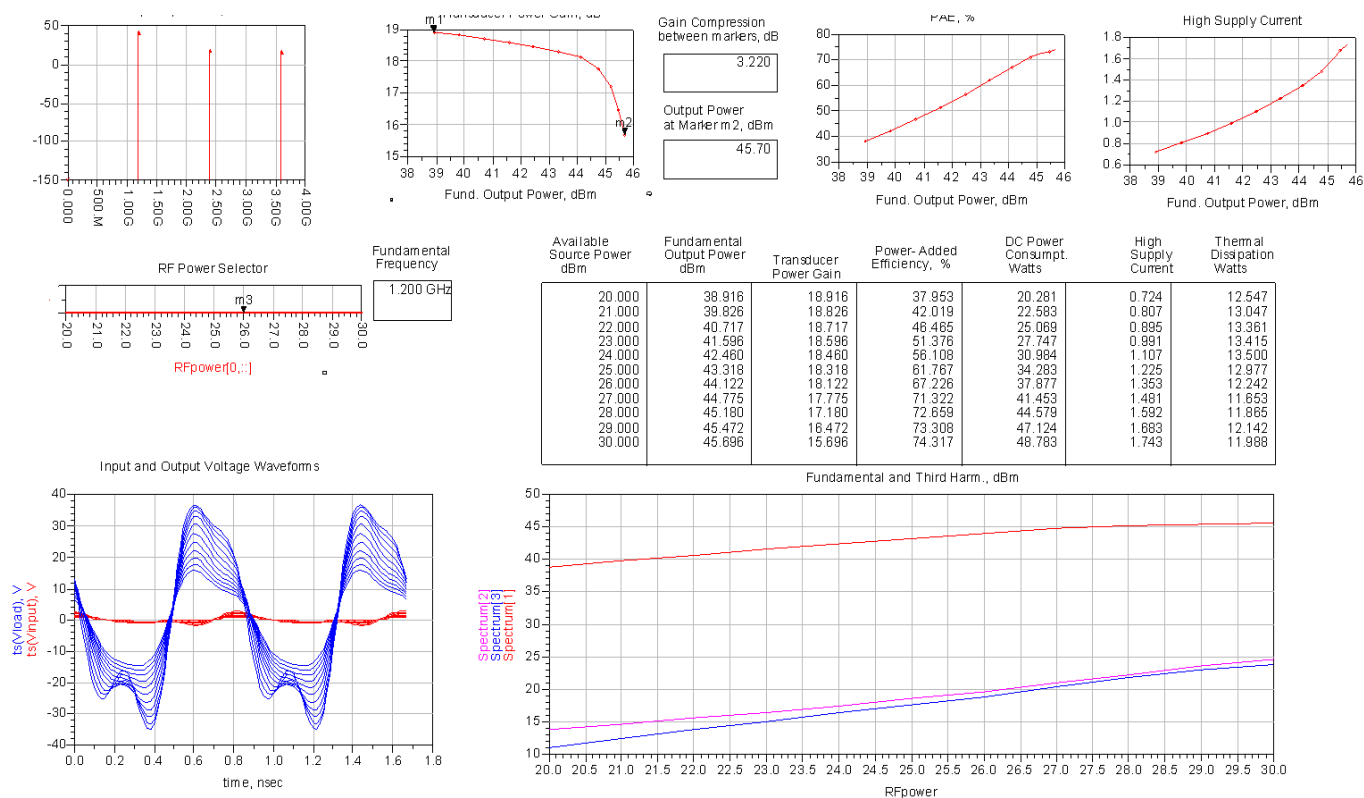 Transducer Power Gain, dB
PAE, %
High Supply Current
50
0
-50
-100
-150
0.000
500.M
1.00G
1.50G
2.00G
2.50G
3.00G
3.50G
4.00G
m1
m2
19
18
17
16
15
38 39 40 41 42 43 44 45 46
Fund. Output Power, dBm
Gain Compression
between markers, dB
3.220
Output Power
at Marker m2, dBm
45.70
80
70
60
50
40
30
38 39 40 41 42 43 44 45 46
Fund. Output Power, dBm
1.8
1.6
1.4
1.2
1.0
0.8
0.6
38 39 40 41 42 43 44 45 46
Fund. Output Power, dBm
RF Power Selector
m3
20.0 21.0 22.0 23.0 24.0 25.0 26.0 27.0 28.0 29.0 30.0
RFpower[0,::]
Fundamental
Frequency
1.200 GHz
Available Source Power dBm
Fundamental Output Power dBm
Transducer Power Gain
Power- Added Efficiency, %
DC Power Consumpt. Watts
High Supply Current
Thermal Dissipation Watts
20.000 38.916 18.916 37.953 20.281 0.724 12.547
21.000 39.826 18.826 42.019 22.583 0.807 13.047
22.000 40.717 18.717 46.465 25.069 0.895 13.361
23.000 41.596 18.596 51.376 27.747 0.991 13.415
24.000 42.460 18.460 56.108 30.984 1.107 13.500
25.000 43.318 18.318 61.767 34.283 1.225 12.977
26.000 44.122 18.122 67.226 37.877 1.353 12.242
27.000 44.775 17.775 71.322 41.453 1.481 11.653
28.000 45.180 17.180 72.659 44.579 1.592 11.865
29.000 45.472 16.472 73.308 47.124 1.683 12.142
30.000 45.696 15.696 74.317 48.783 1.743 11.988
Input and Output Voltage Waveforms
ts(Vload), V
ts(Vinput), V
40
30
20
10
0
-10
-20
-30
-40
0.0 0.2 0.4 0.6 0.8 1.0 1.2 1.4 1.6 1.8
time, nsec
Fundamental and Third Harm., dBm
Spectrum[2]
Spectrum[3]
Spectrum[1]
50
45
40
35
30
25
20
15
10
20.0 20.5 21.0 21.5 22.0 22.5 23.0 23.5 24.0 24.5 25.0 25.5 26.0 26.5 27.0 27.5 28.0 28.5 29.0 29.5 30.0
RFpower